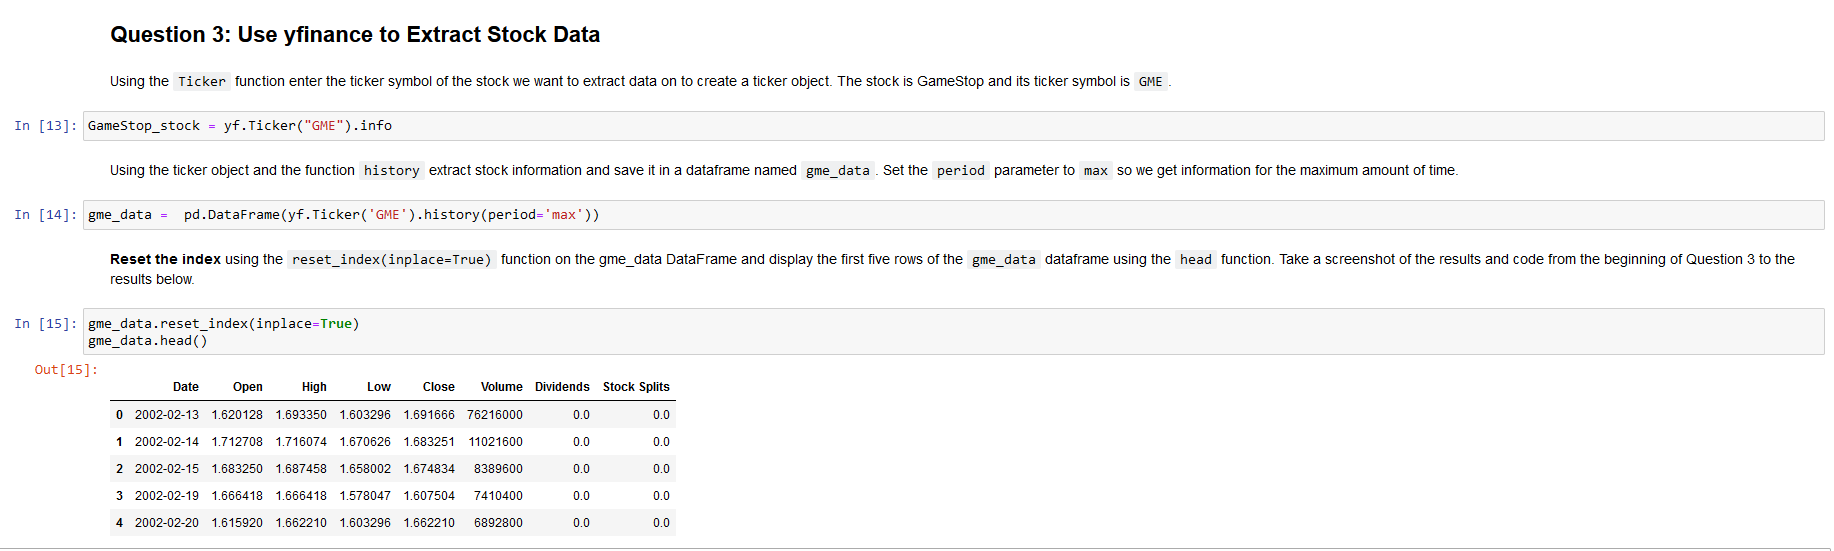 Question 3: Use yfinance to Extract Stock Data
Using the Ticker function enter the ticker symbol of the stock we want to extract data on to create a ticker object. The stock is GameStop and its ticker symbol is GME .
In [13]: GameStop_stock = yf.Ticker("GME").info
Using the ticker object and the function history extract stock information and save it in a dataframe named gme_data . Set the period parameter to max so we get information for the maximum amount of time.
In [14]: gme_data =  pd.DataFrame(yf.Ticker('GME').history(period='max'))
Reset the index using the reset_index(inplace=True) function on the gme_data DataFrame and display the first five rows of the gme_data dataframe using the head function. Take a screenshot of the results and code from the beginning of Question 3 to the
results below.
In [15]: gme_data.reset_index(inplace=True)
gme_data.head()
Out[15]:
Date Open High Low Close Volume Dividends Stock Splits
0 2002-02-13 1.620128 1.693350 1.603296 1.691666 76216000 0.0 0.0
1 2002-02-14 1.712708 1.716074 1.670626 1.683251 11021600 0.0 0.0
2 2002-02-15 1.683250 1.687458 1.658002 1.674834 8389600 0.0 0.0
3 2002-02-19 1.666418 1.666418 1.578047 1.607504 7410400 0.0 0.0
4 2002-02-20 1.615920 1.662210 1.603296 1.662210 6892800 0.0 0.0